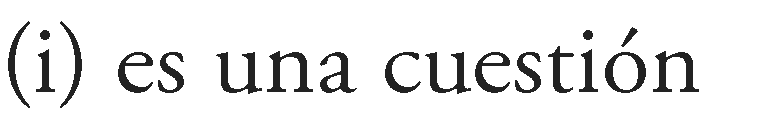 (i) es una cuestión